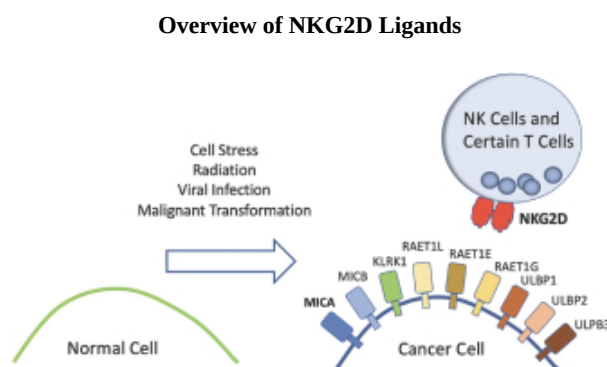 Overview of NKG2D Ligands
NK Cells and
Certain T Cells
Cell Stress
Radiation
Viral Infection
Malignant Transformation
NKG2D
RAET1L
RAET1E
KLRK1
RAET1G
MICB
ULBP1
MICA
ULBP2
ULPB3
Normal Cell
Cancer Cell